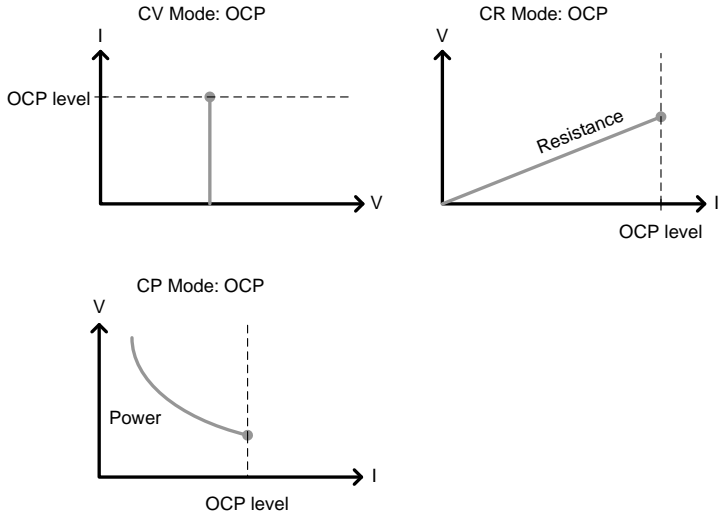 CV Mode: OCP
I
OCP level
V
CR Mode: OCP
V
Resistance
I
OCP level
CP Mode: OCP
V
Power
I
OCP level